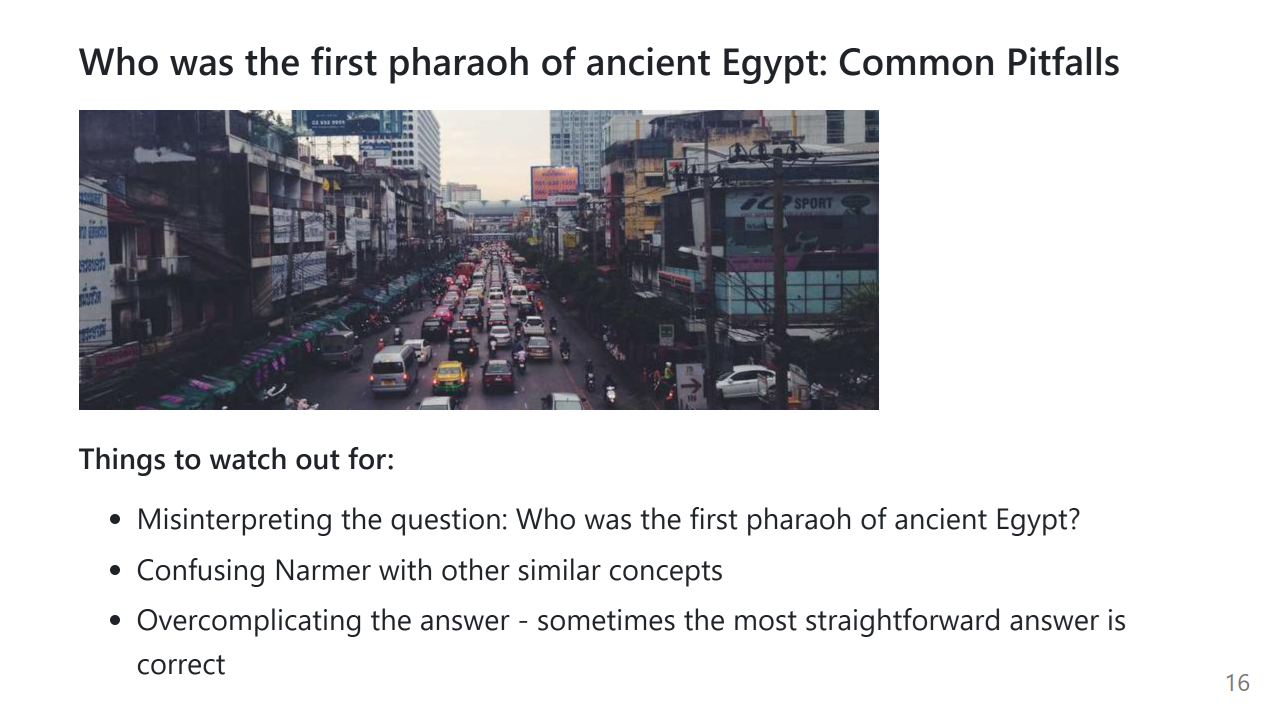 Who was the first pharaoh of ancient Egypt: Common Pitfalls
iQ SPORT
IN
Things to watch out for:
• Misinterpreting the question: Who was the first pharaoh of ancient Egypt?
• Confusing Narmer with other similar concepts
• Overcomplicating the answer - sometimes the most straightforward answer is
correct
16